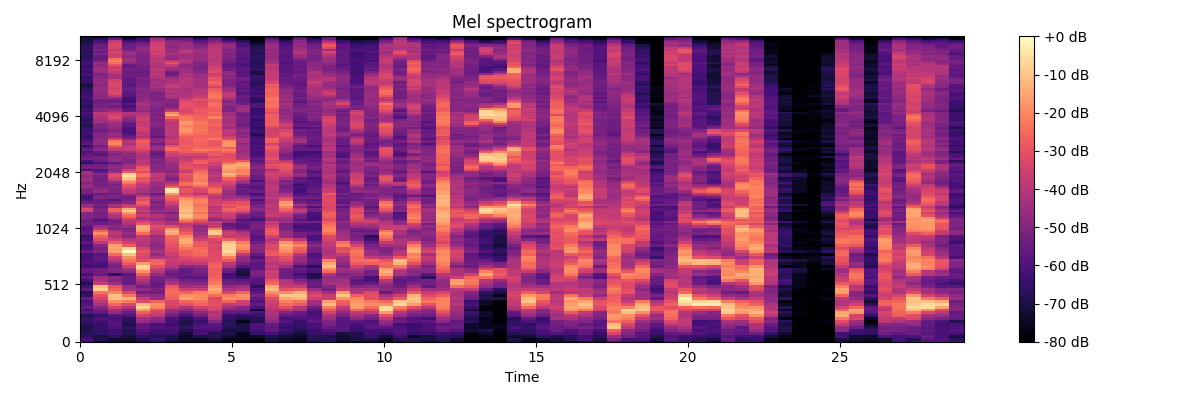 Mel spectrogram
8192
4096
2048
1024
512
0
Hz
0 5 10 15 20 25
Time
+0 dB
-10 dB
-20 dB
-30 dB
-40 dB
-50 dB
-60 dB
-70 dB
-80 dB